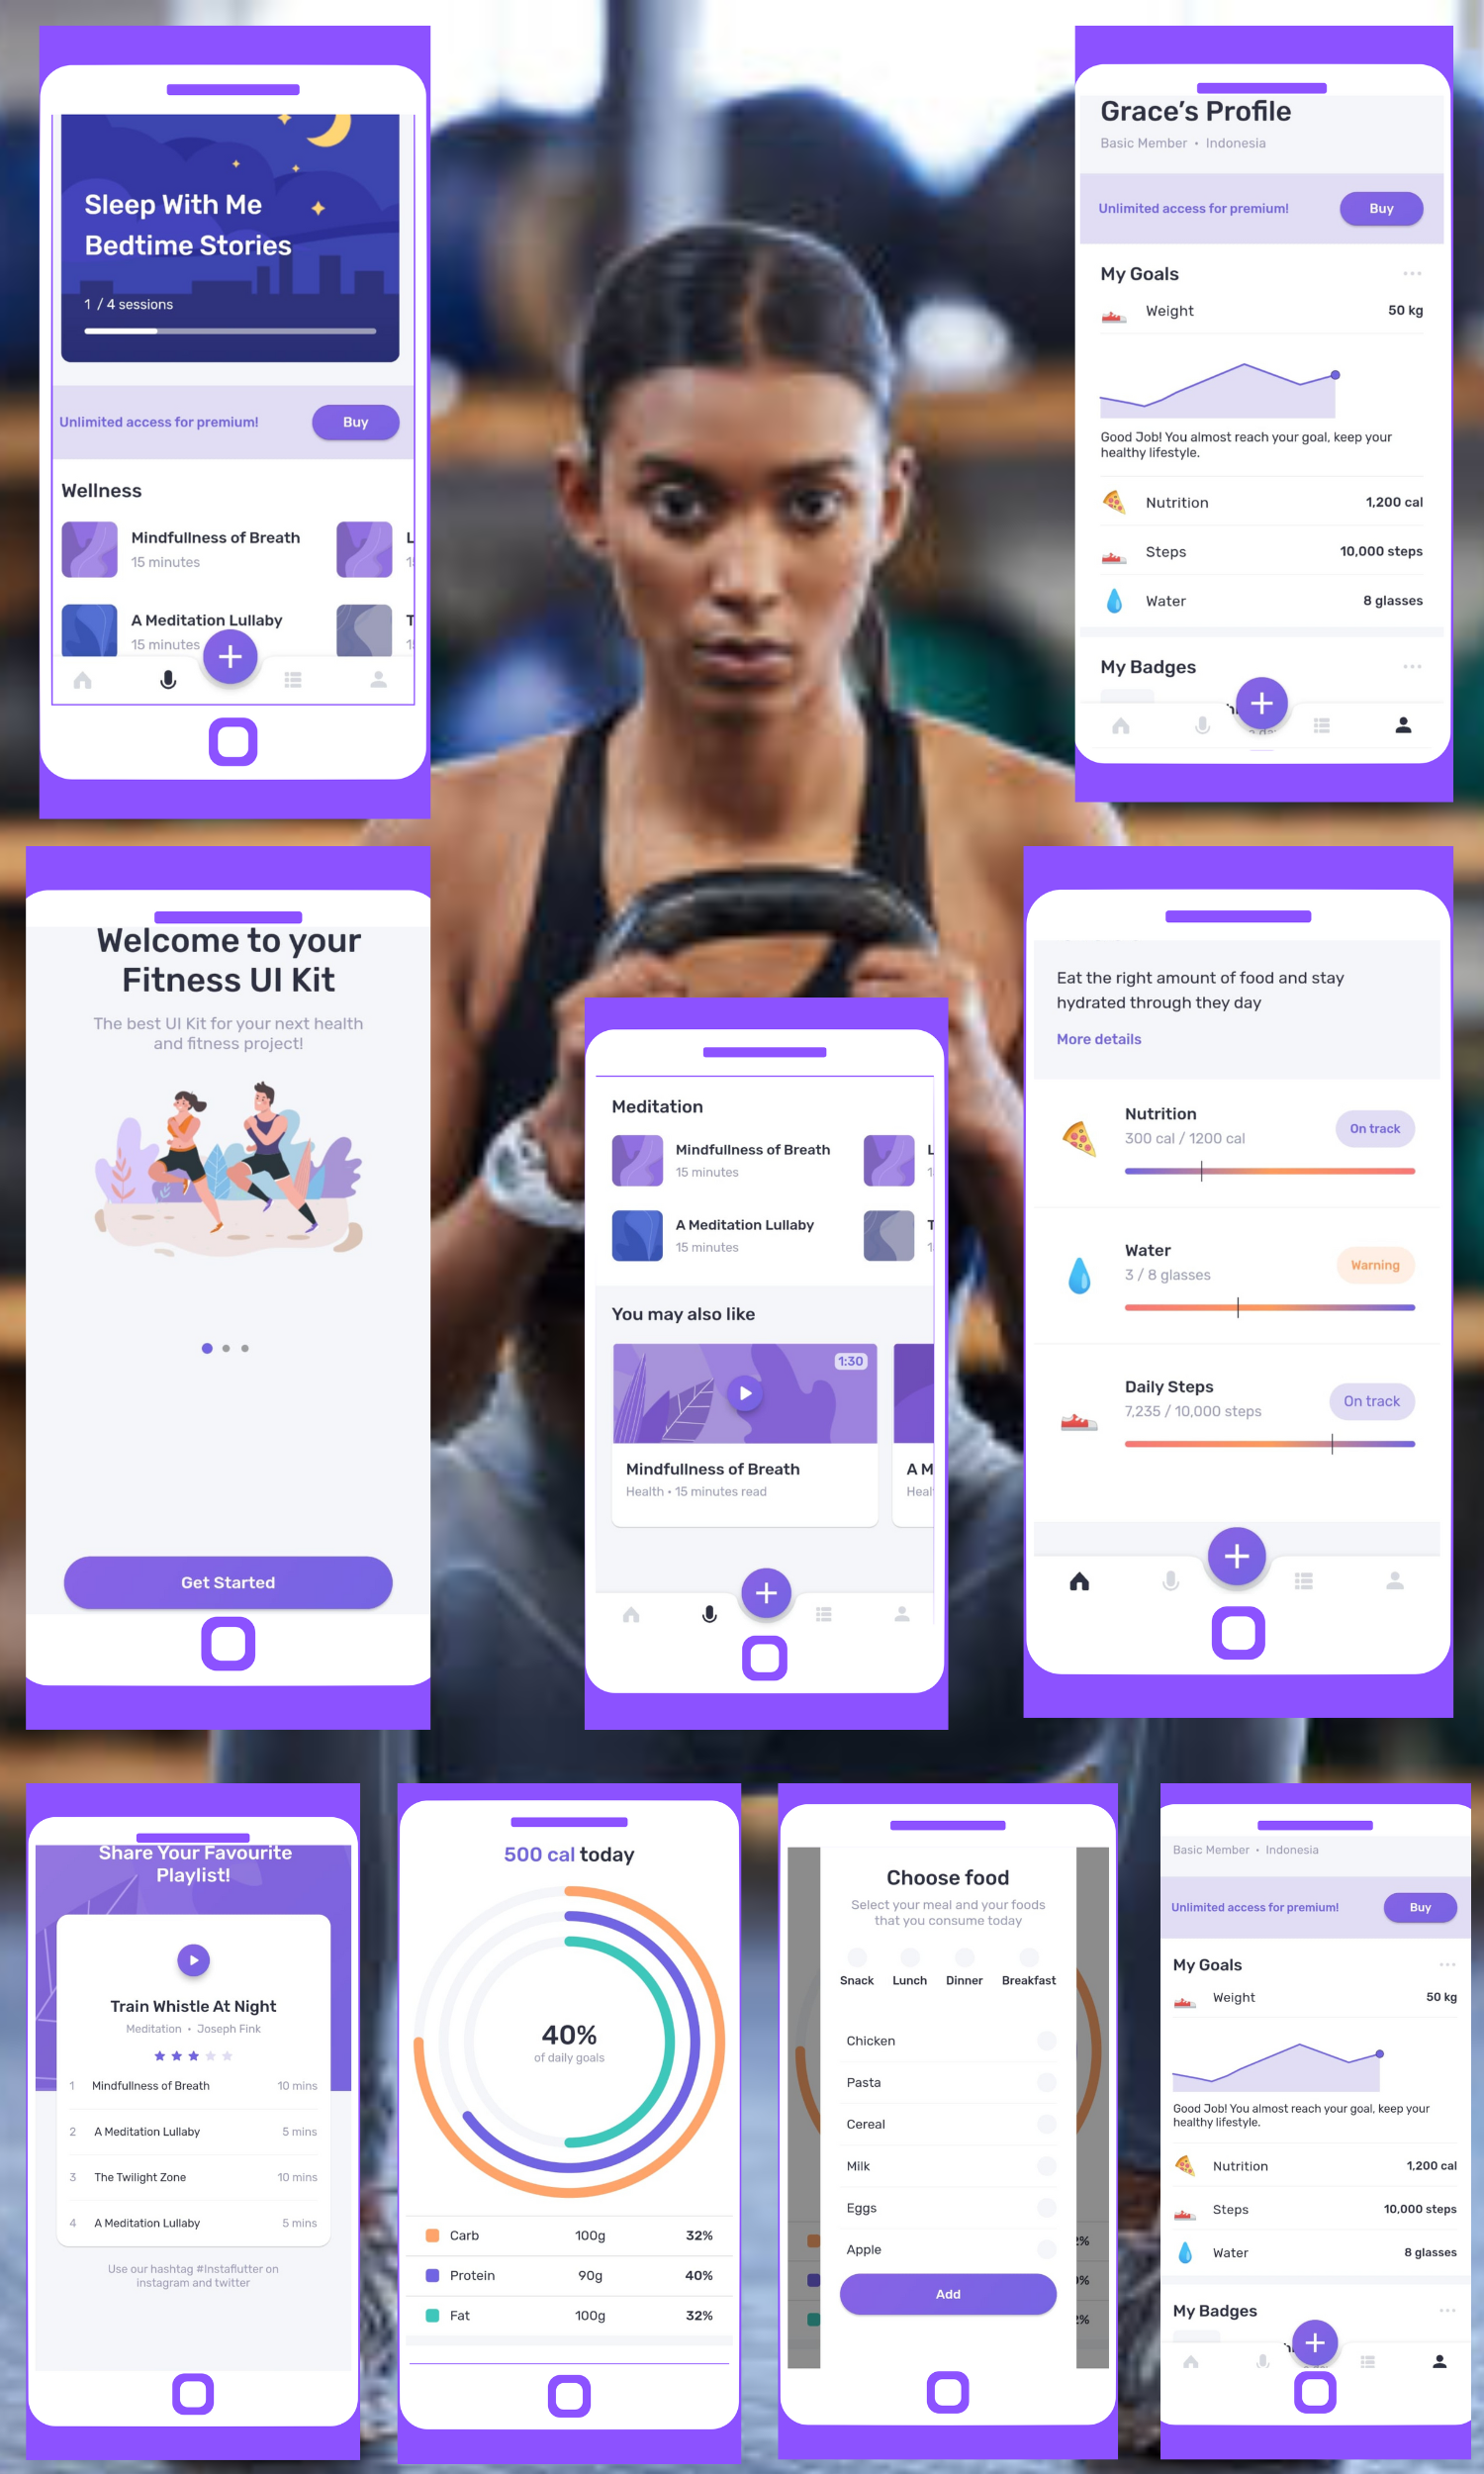 Sleep With Me
Bedtime Stories
1 / 4 sessions
Unlimited access for premium!
Buy
Wellness
Mindfullness of Breath
15 minutes
A Meditation Lullaby
15 minutes
Grace's Profile
Basic Member • Indonesia
Unlimited access for premium!
Buy
My Goals
Weight
50 kg
Good Job! You almost reach your goal, keep your
healthy lifestyle.
Nutrition
1,200 cal
Steps
10,000 steps
Water
8 glasses
My Badges
Welcome to your
Fitness UI Kit
The best UI Kit for your next health
and fitness project!
Get Started
Meditation
Mindfullness of Breath
15 minutes
A Meditation Lullaby
15 minutes
You may also like
1:30
Mindfullness of Breath
Health • 15 minutes read
A M
Heal
Eat the right amount of food and stay
hydrated through they day
More details
Nutrition
300 cal / 1200 cal
On track
Water
3 / 8 glasses
Warning
Daily Steps
7,235 / 10,000 steps
On track
Share Your Favourite
Playlist!
Train Whistle At Night
Meditation • Joseph Fink
1 Mindfullness of Breath 10 mins
2 A Meditation Lullaby 5 mins
3 The Twilight Zone 10 mins
4 A Meditation Lullaby 5 mins
Use our hashtag #Instaflutter on
instagram and twitter
500 cal today
40%
of daily goals
Carb 100g 32%
Protein 90g 40%
Fat 100g 32%
Choose food
Select your meal and your foods
that you consume today
Snack Lunch Dinner Breakfast
Chicken
Pasta
Cereal
Milk
Eggs
Apple
Add
Basic Member • Indonesia
Unlimited access for premium!
Buy
My Goals
Weight
50 kg
Good Job! You almost reach your goal, keep your
healthy lifestyle.
Nutrition
1,200 cal
Steps
10,000 steps
Water
8 glasses
My Badges